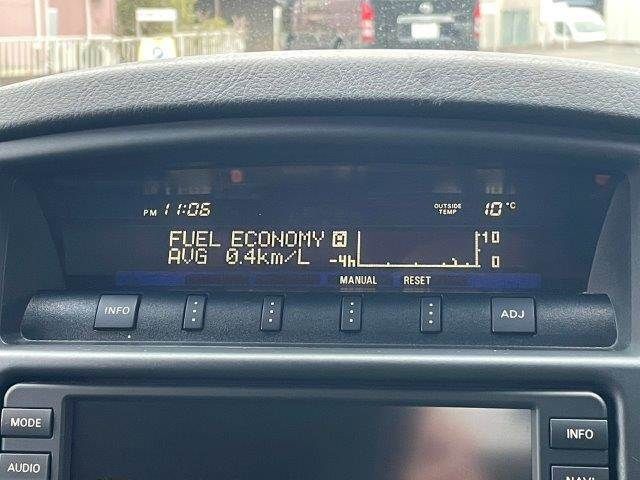 PM 11:06 OUTSIDE TEMP 10°C
FUEL ECONOMY A 10
AVG 0.4km/L -4h 0
MANUAL RESET
INFO ADJ
MODE INFO
AUDIO NAVI